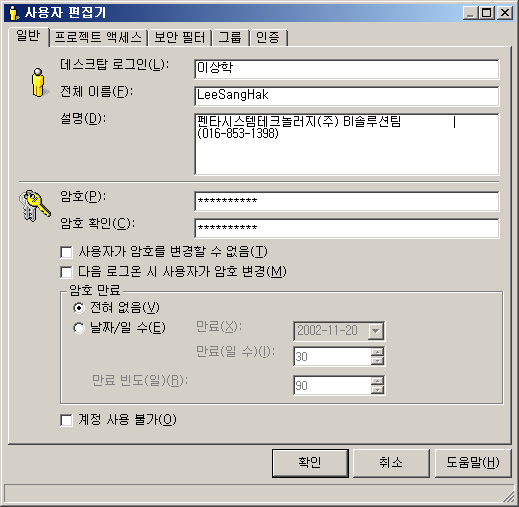 사용자 편집기
일반 프로젝트 액세스 보안 필터 그룹 인증
데스크탑 로그인(L): 이상학
전체 이름(F): LeeSangHak
설명(D): 펜타시스템테크놀러지(주) BI솔루션팀
(016-853-1398)
암호(P): **********
암호 확인(C): **********
사용자가 암호를 변경할 수 없음(T)
다음 로그온 시 사용자가 암호 변경(M)
암호 만료
전혀 없음(V)
날짜/일 수(E) 만료(X): 2002-11-20
만료(일 수)(I): 30
만료 빈도(일)(R): 90
계정 사용 불가(O)
확인 취소 도움말(H)